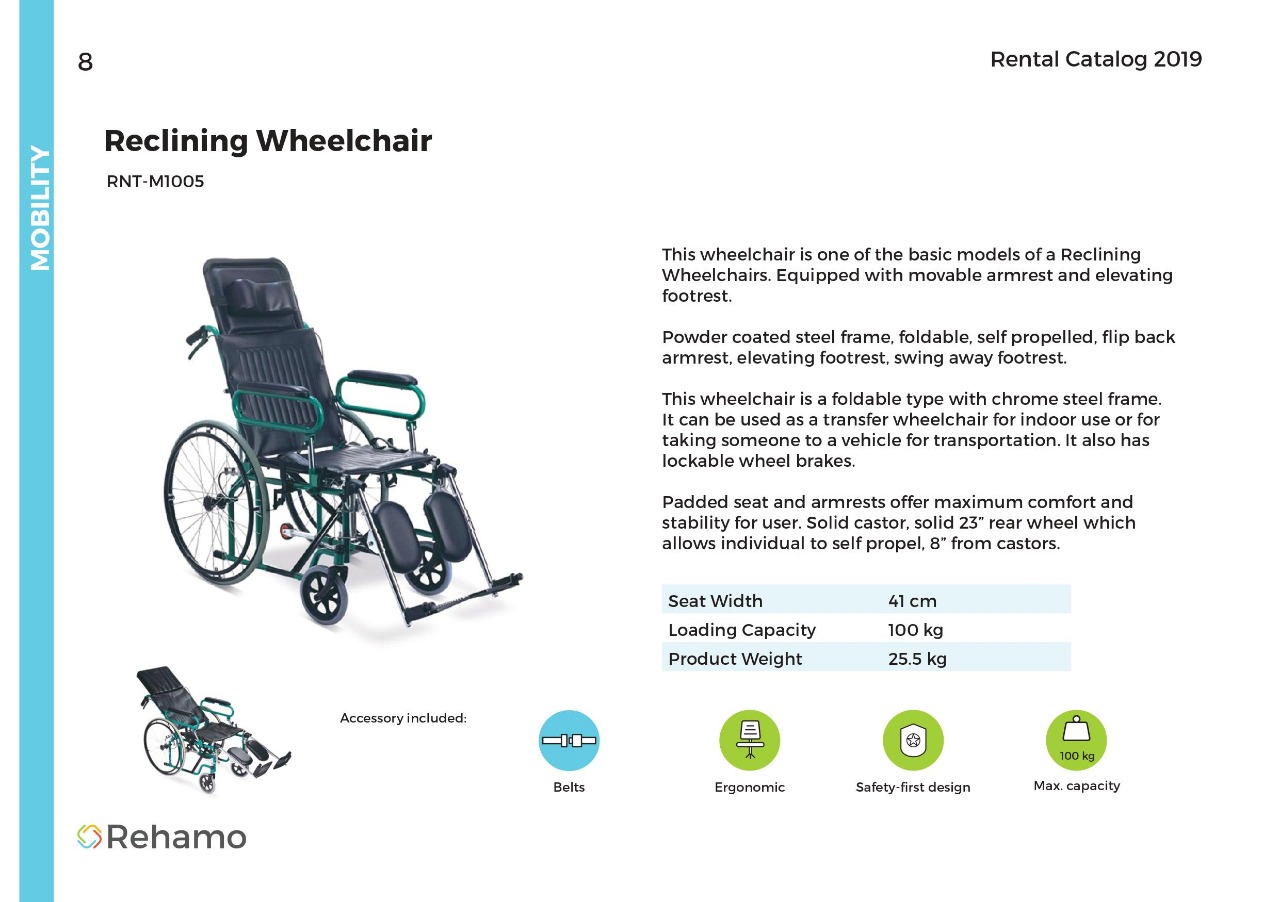 8
Rental Catalog 2019
MOBILITY
Reclining Wheelchair
RNT-M1005
This wheelchair is one of the basic models of a Reclining
Wheelchairs. Equipped with movable armrest and elevating
footrest.
Powder coated steel frame, foldable, self propelled, flip back
armrest, elevating footrest, swing away footrest.
This wheelchair is a foldable type with chrome steel frame.
It can be used as a transfer wheelchair for indoor use or for
taking someone to a vehicle for transportation. It also has
lockable wheel brakes.
Padded seat and armrests offer maximum comfort and
stability for user. Solid castor, solid 23” rear wheel which
allows individual to self propel, 8” from castors.
Seat Width 41 cm
Loading Capacity 100 kg
Product Weight 25.5 kg
Accessory included:
Belts
Ergonomic
Safety-first design
100 kg
Max. capacity
Rehamo